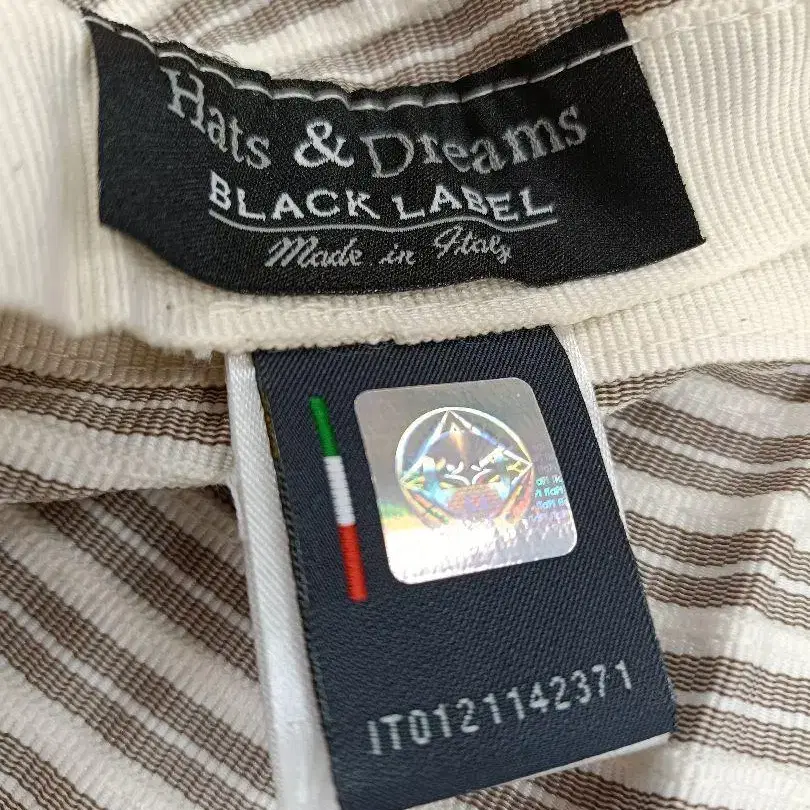 Hats & Dreams
BLACK LABEL
Made in Italy
IT0121142371